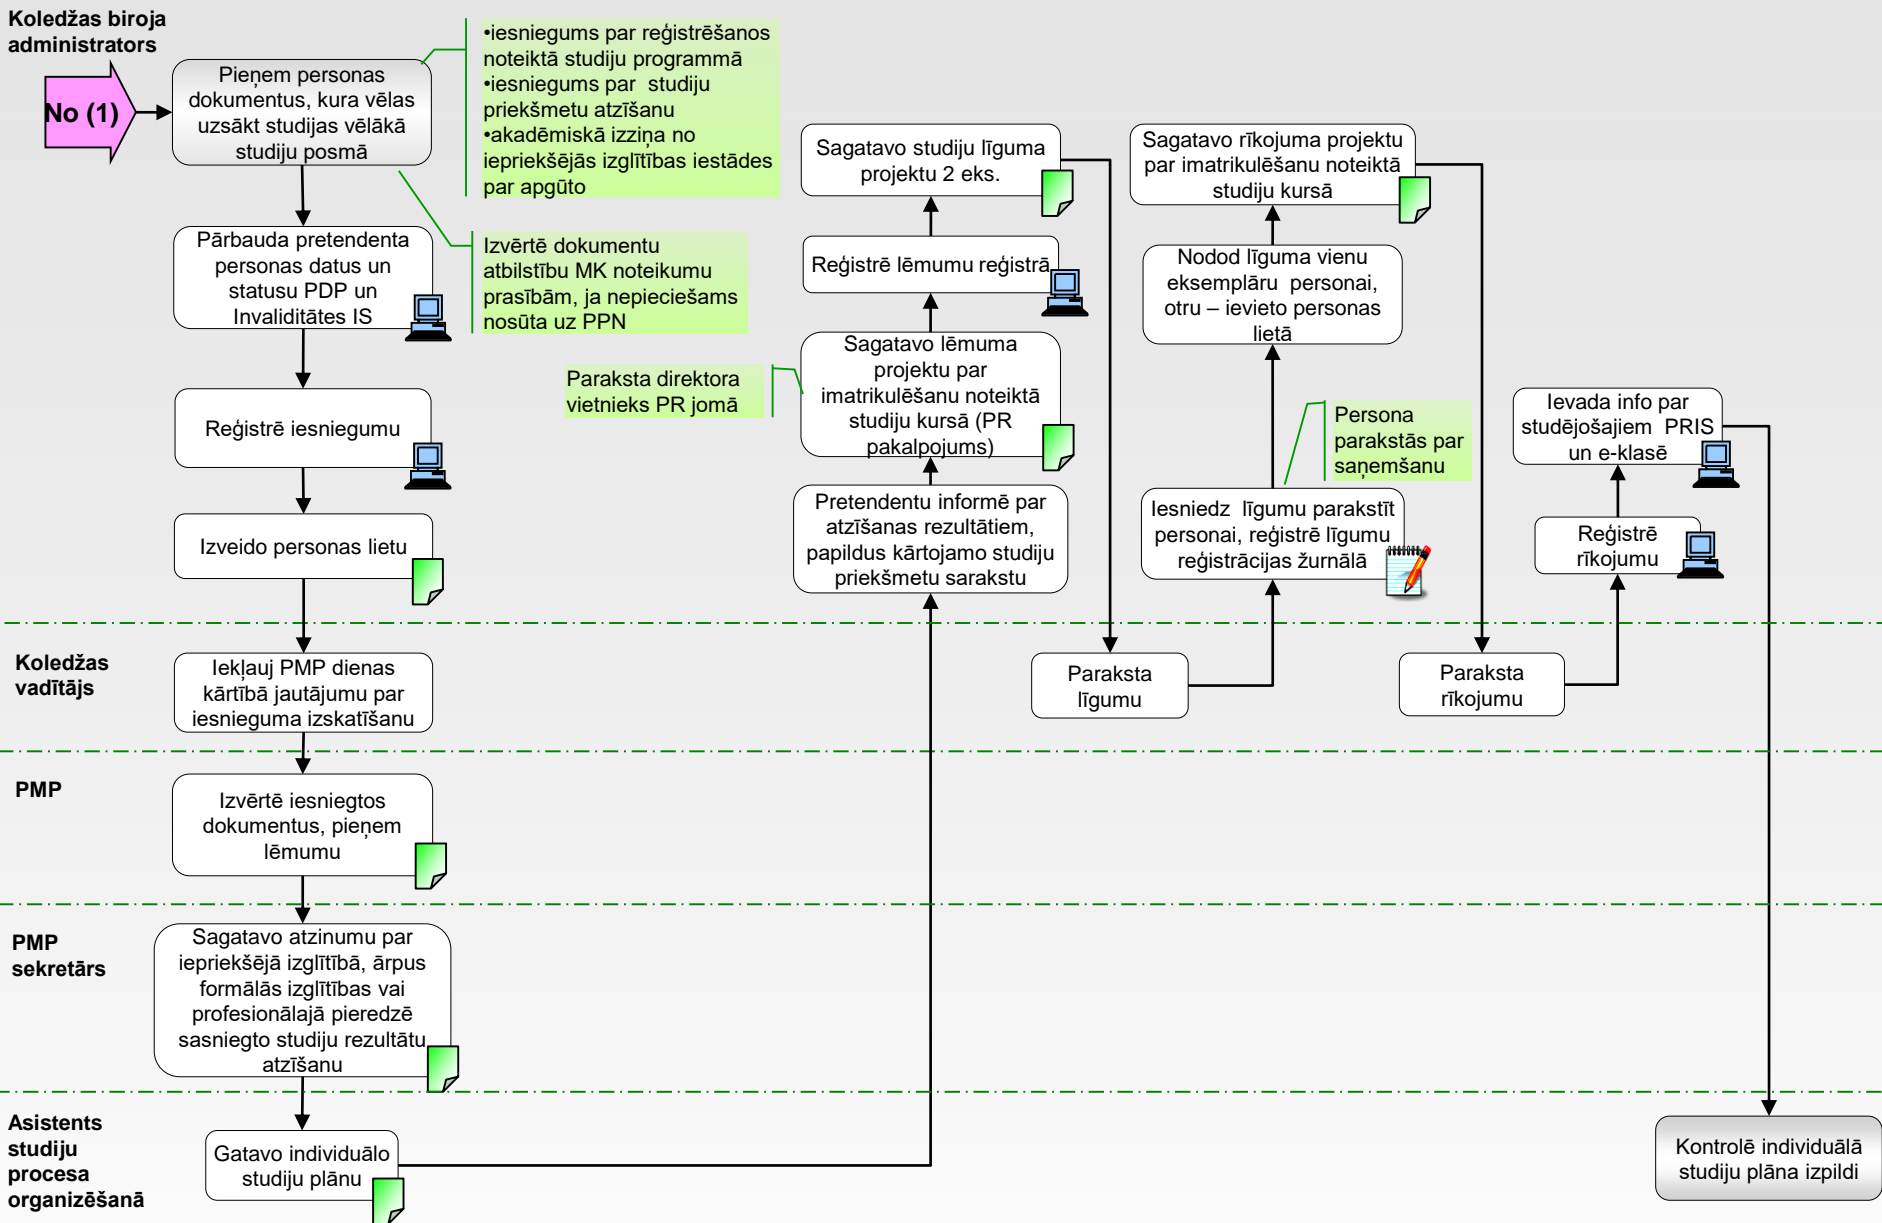 Koledžas biroja
administrators
No (1)
Pieņem personas
dokumentus, kura vēlas
uzsākt studijas vēlākā
studiju posmā
•iesniegums par reģistrēšanos
noteiktā studiju programmā
•iesniegums par  studiju
priekšmetu atzīšanu
•akadēmiskā izziņa no
iepriekšējās izglītības iestādes
par apgūto
Izvērtē dokumentu
atbilstību MK noteikumu
prasībām, ja nepieciešams
nosūta uz PPN
Pārbauda pretendenta
personas datus un
statusu PDP un
Invaliditātes IS
Reģistrē iesniegumu
Izveido personas lietu
Sagatavo studiju līguma
projektu 2 eks.
Reģistrē lēmumu reģistrā
Sagatavo lēmuma
projektu par
imatrikulēšanu noteiktā
studiju kursā (PR
pakalpojums)
Paraksta direktora
vietnieks PR jomā
Pretendentu informē par
atzīšanas rezultātiem,
papildus kārtojamo studiju
priekšmetu sarakstu
Sagatavo rīkojuma projektu
par imatrikulēšanu noteiktā
studiju kursā
Nodod līguma vienu
eksemplāru  personai,
otru – ievieto personas
lietā
Persona
parakstās par
saņemšanu
Iesniedz  līgumu parakstīt
personai, reģistrē līgumu
reģistrācijas žurnālā
Ievada info par
studējošajiem  PRIS
un e-klasē
Reģistrē
rīkojumu
Koledžas
vadītājs
Iekļauj PMP dienas
kārtībā jautājumu par
iesnieguma izskatīšanu
Paraksta
līgumu
Paraksta
rīkojumu
PMP
Izvērtē iesniegtos
dokumentus, pieņem
lēmumu
PMP
sekretārs
Sagatavo atzinumu par
iepriekšējā izglītībā, ārpus
formālās izglītības vai
profesionālajā pieredzē
sasniegto studiju rezultātu
atzīšanu
Asistents
studiju
procesa
organizēšanā
Gatavo individuālo
studiju plānu
Kontrolē individuālā
studiju plāna izpildi